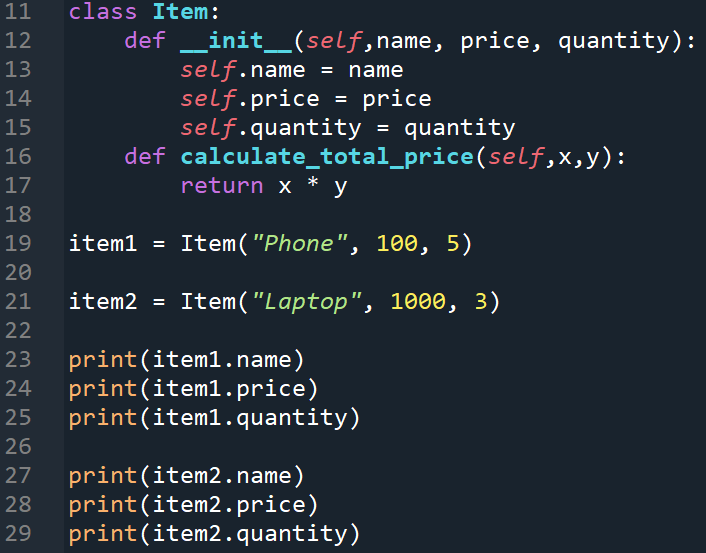 11 class Item:
12     def __init__(self,name, price, quantity):
13         self.name = name
14         self.price = price
15         self.quantity = quantity
16     def calculate_total_price(self,x,y):
17         return x * y
18
19 item1 = Item("Phone", 100, 5)
20
21 item2 = Item("Laptop", 1000, 3)
22
23 print(item1.name)
24 print(item1.price)
25 print(item1.quantity)
26
27 print(item2.name)
28 print(item2.price)
29 print(item2.quantity)